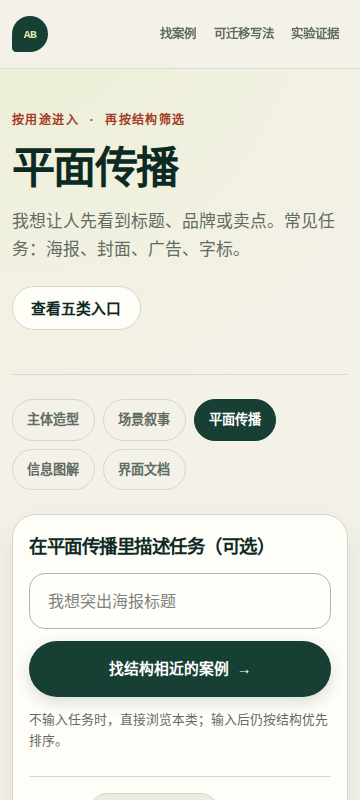 AB
找案例 可迁移写法 实验证据
按用途进入 · 再按结构筛选
平面传播
我想让人先看到标题、品牌或卖点。常见任
务：海报、封面、广告、字标。
查看五类入口
主体造型 场景叙事 平面传播
信息图解 界面文档
在平面传播里描述任务（可选）
我想突出海报标题
找结构相近的案例 →
不输入任务时，直接浏览本类；输入后仍按结构优先
排序。